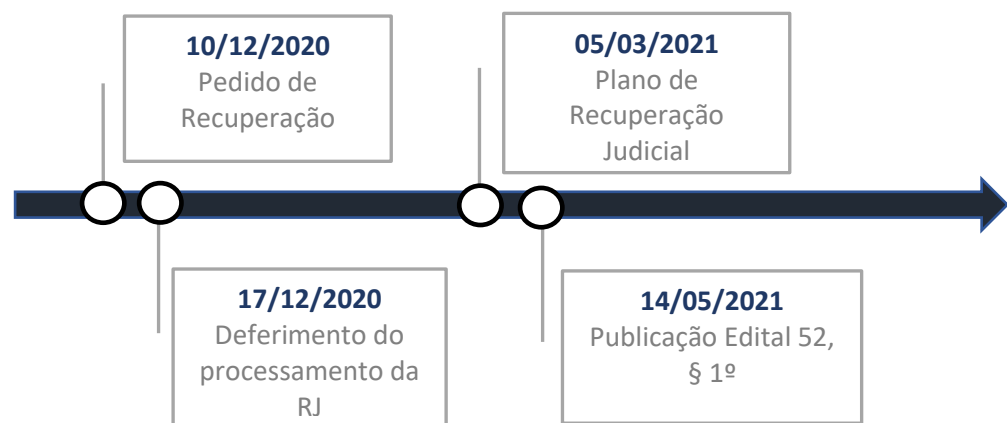 10/12/2020
Pedido de
Recuperação
05/03/2021
Plano de
Recuperação
Judicial
17/12/2020
Deferimento do
processamento da
RJ
14/05/2021
Publicação Edital 52,
§ 1º